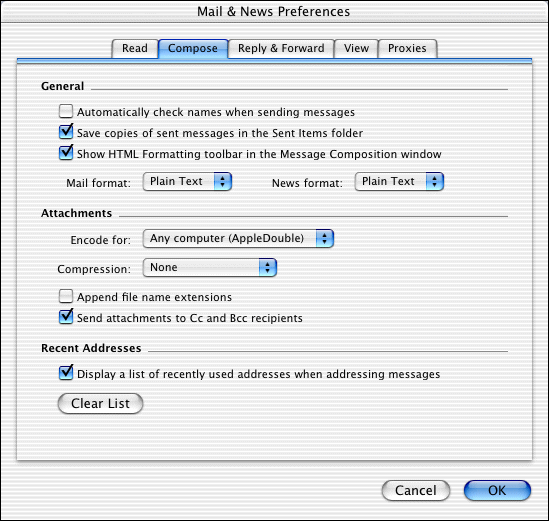 Mail & News Preferences
Read Compose Reply & Forward View Proxies
General
Automatically check names when sending messages
Save copies of sent messages in the Sent Items folder
Show HTML Formatting toolbar in the Message Composition window
Mail format: Plain Text News format: Plain Text
Attachments
Encode for: Any computer (AppleDouble)
Compression: None
Append file name extensions
Send attachments to Cc and Bcc recipients
Recent Addresses
Display a list of recently used addresses when addressing messages
Clear List
Cancel OK